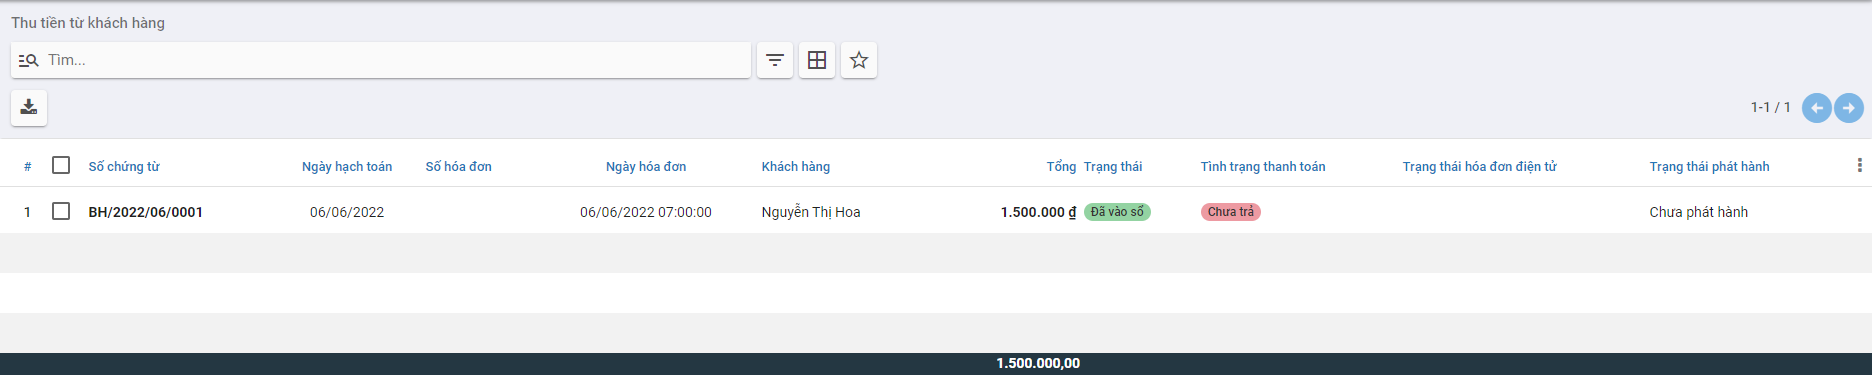 Thu tiền từ khách hàng
Tìm...
1-1 / 1
# Số chứng từ Ngày hạch toán Số hóa đơn Ngày hóa đơn Khách hàng Tổng Trạng thái Tình trạng thanh toán Trạng thái hóa đơn điện tử Trạng thái phát hành
1 BH/2022/06/0001 06/06/2022 06/06/2022 07:00:00 Nguyễn Thị Hoa 1.500.000 ₫ Đã vào sổ Chưa trả Chưa phát hành
1.500.000,00